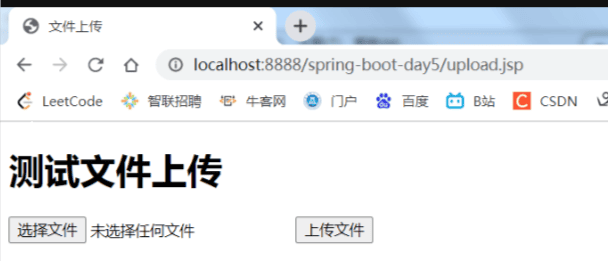 文件上传
localhost:8888/spring-boot-day5/upload.jsp
LeetCode 智联招聘 牛客网 门户 百度 B站 CSDN
测试文件上传
选择文件 未选择任何文件 上传文件